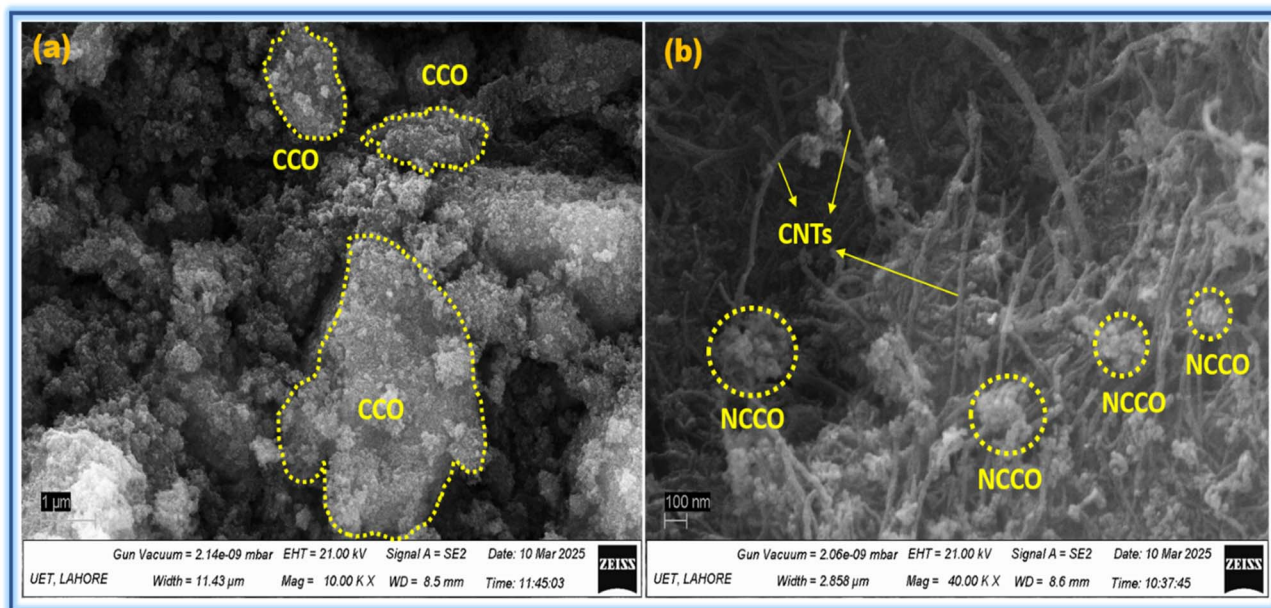 (a)
CCO
CCO
CCO
1 µm
Gun Vacuum = 2.14e-09 mbar EHT = 21.00 kV Signal A = SE2 Date: 10 Mar 2025
UET, LAHORE Width = 11.43 µm Mag = 10.00 K X WD = 8.5 mm Time: 11:45:03
ZEISS
(b)
CNTs
NCCO
NCCO
NCCO
NCCO
100 nm
Gun Vacuum = 2.06e-09 mbar EHT = 21.00 kV Signal A = SE2 Date: 10 Mar 2025
UET, LAHORE Width = 2.858 µm Mag = 40.00 K X WD = 8.6 mm Time: 10:37:45
ZEISS